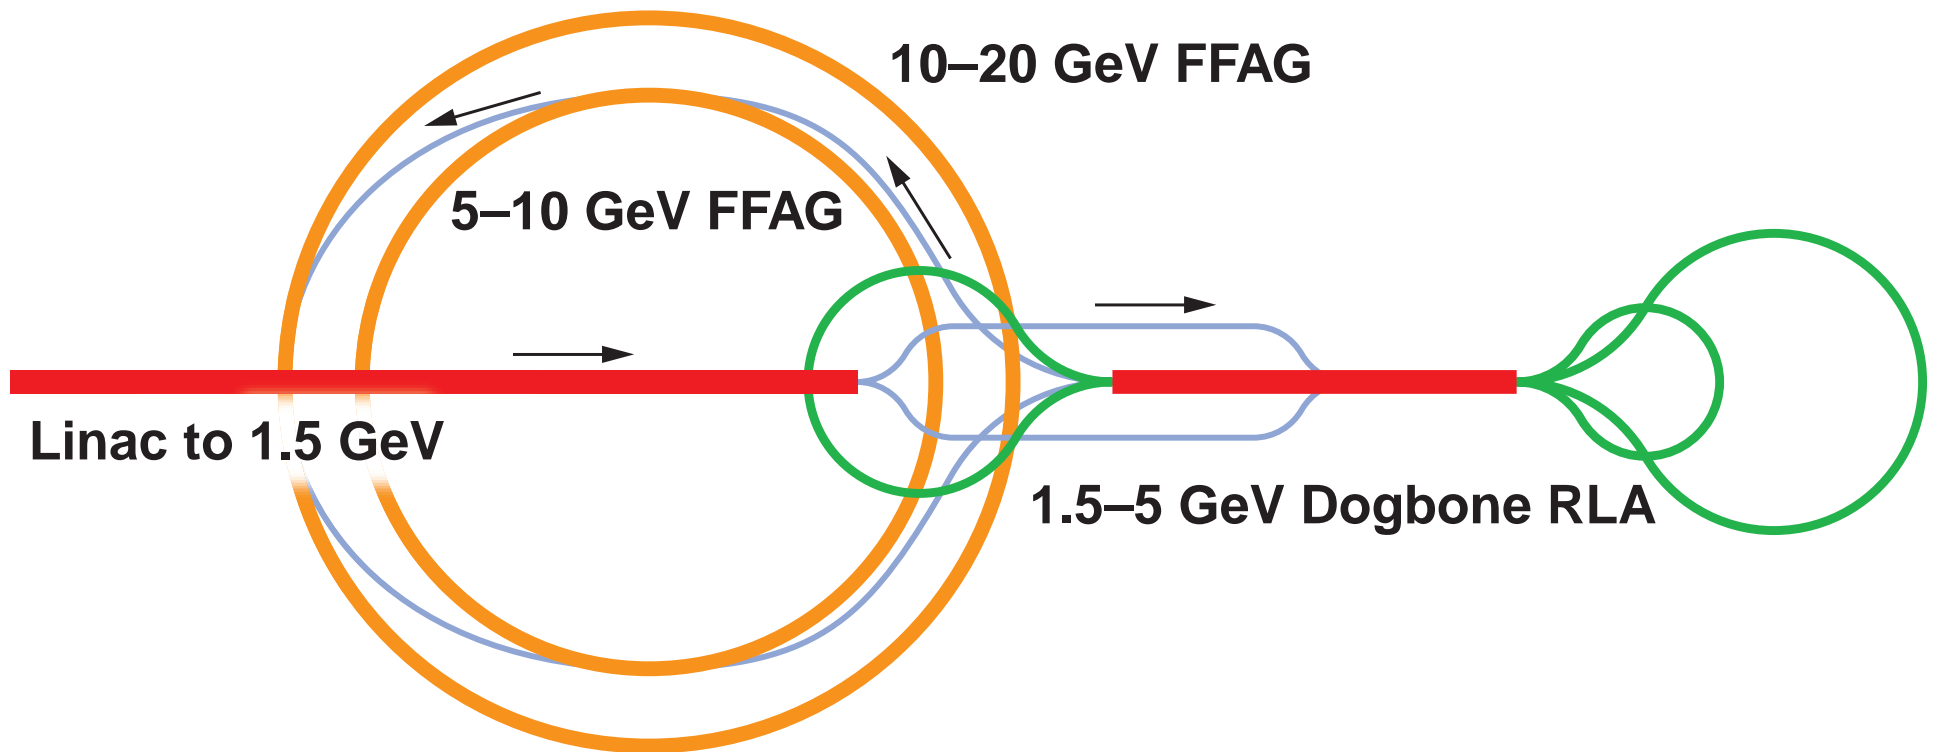 10–20 GeV FFAG
5–10 GeV FFAG
Linac to 1.5 GeV
1.5–5 GeV Dogbone RLA